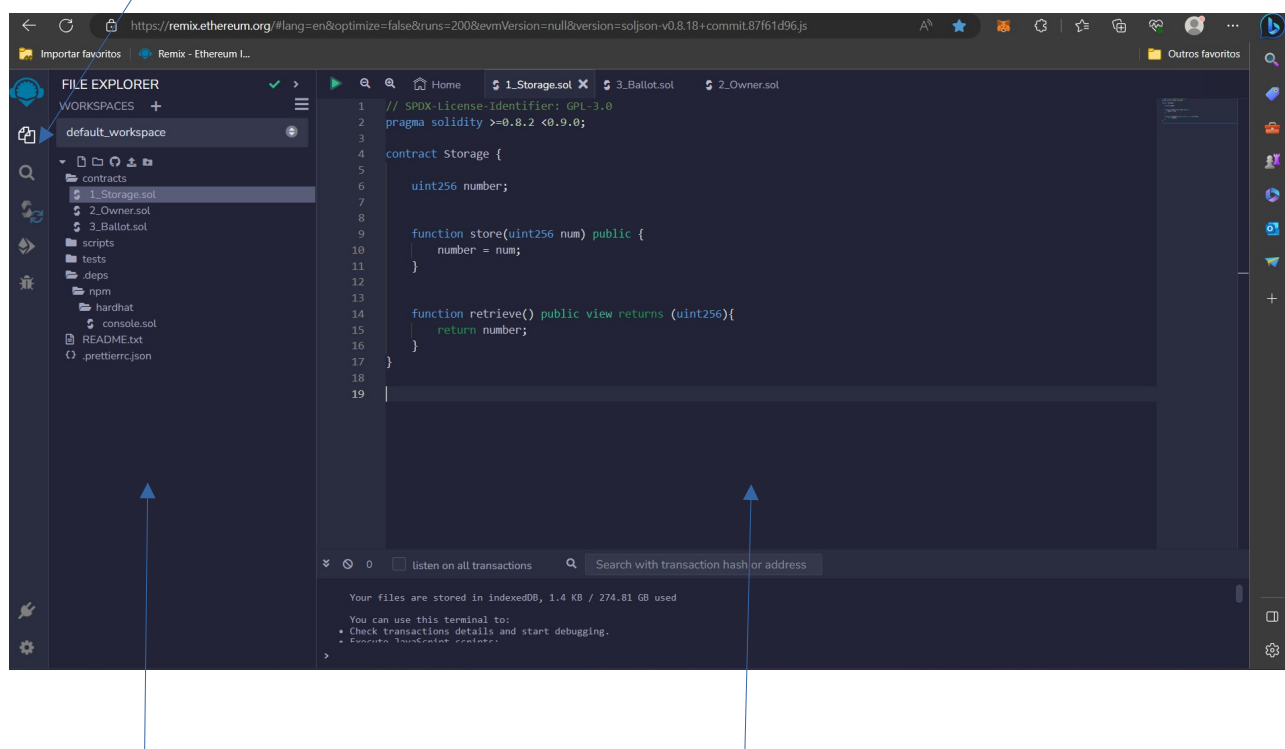 https://remix.ethereum.org/#lang=en&optimize=false&runs=200&evmVersion=null&version=soljson-v0.8.18+commit.87f61d96.js
Importar favoritos
Remix - Ethereum I...
Outros favoritos
FILE EXPLORER
WORKSPACES +
default_workspace
contracts
1_Storage.sol
2_Owner.sol
3_Ballot.sol
scripts
tests
.deps
npm
hardhat
console.sol
README.txt
.prettierrc.json
Home
1_Storage.sol
3_Ballot.sol
2_Owner.sol
1 // SPDX-License-Identifier: GPL-3.0
2 pragma solidity >=0.8.2 <0.9.0;
3
4 contract Storage {
5
6 uint256 number;
7
8
9 function store(uint256 num) public {
10 number = num;
11 }
12
13
14 function retrieve() public view returns (uint256){
15 return number;
16 }
17 }
18
19
0 listen on all transactions
Search with transaction hash or address
Your files are stored in indexedDB, 1.4 KB / 274.81 GB used
You can use this terminal to:
• Check transactions details and start debugging.
• Execute JavaScript scripts:
>